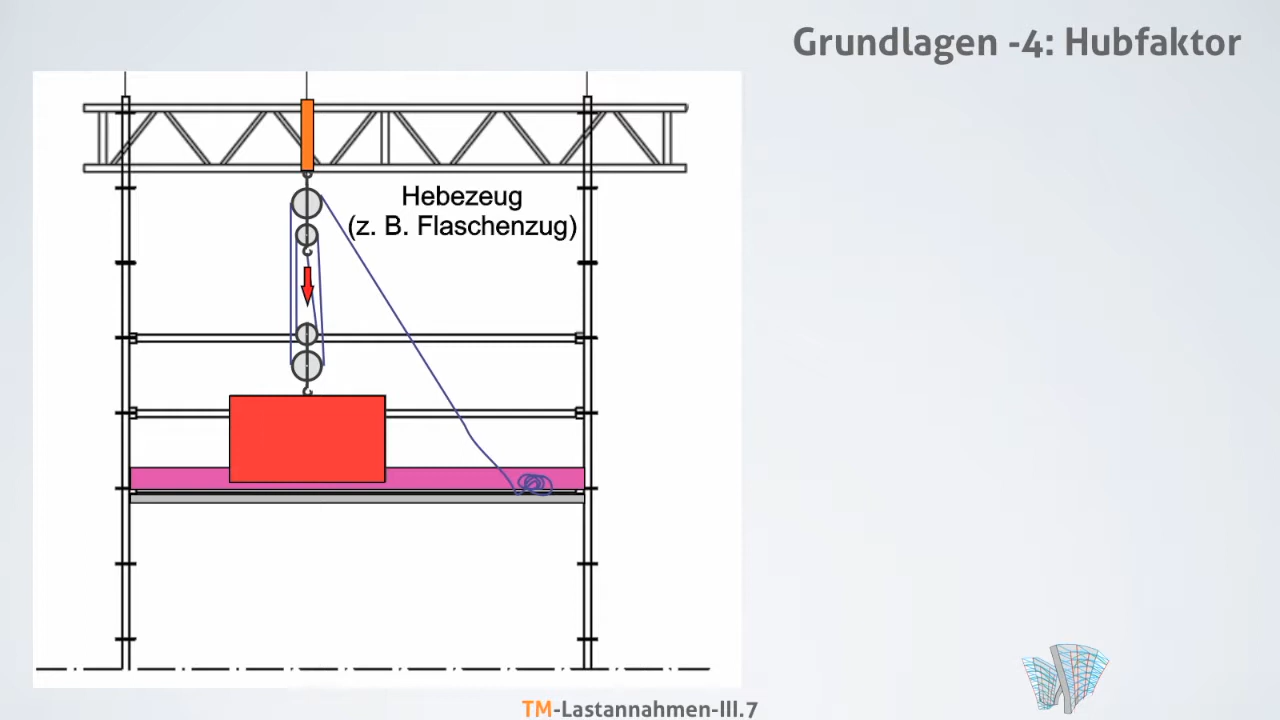 Grundlagen -4: Hubfaktor
Hebezeug
(z. B. Flaschenzug)
TM-Lastannahmen-III.7